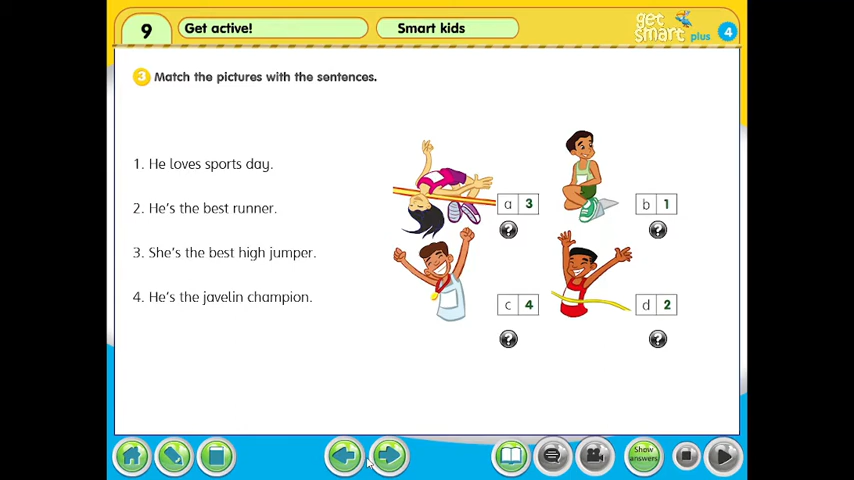 9
Get active!
Smart kids
get smart plus 4
3 Match the pictures with the sentences.
1. He loves sports day.
2. He's the best runner.
3. She's the best high jumper.
4. He's the javelin champion.
a 3
b 1
?
?
c 4
d 2
?
?
Show answers